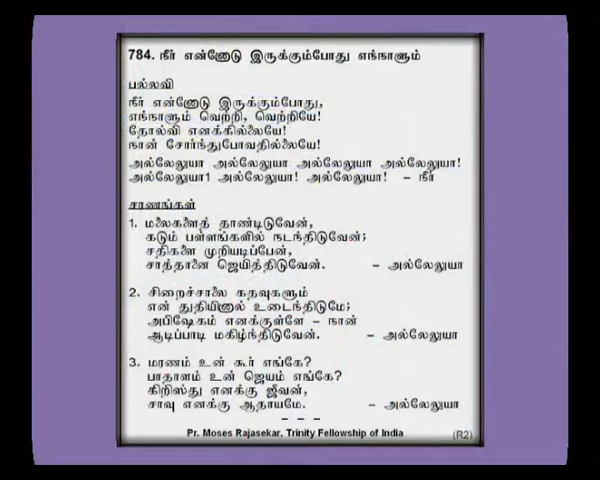 784. நீர் என்னோடு இருக்கும்போது எந்நாளும்
பல்லவி
நீர் என்னோடு இருக்கும்போது,
எந்நாளும் வெற்றி, வெற்றியே!
தோல்வி எனக்கில்லையே!
நான் சோர்ந்துபோவதில்லையே!
அல்லேலுயா அல்லேலுயா அல்லேலுயா அல்லேலுயா!
அல்லேலுயா1 அல்லேலுயா! அல்லேலுயா! – நீர்
சரணங்கள்
1. மலைகளைத் தாண்டிடுவேன்,
கடும் பள்ளங்களில் நடந்திடுவேன்;
சதிகளை முறியடிப்பேன்,
சாத்தானை ஜெயித்திடுவேன். – அல்லேலுயா
2. சிறைச்சாலை கதவுகளும்
என் துதியினால் உடைந்திடுமே;
அபிஷேகம் எனக்குள்ளே – நான்
ஆடிப்பாடி மகிழ்ந்திடுவேன். – அல்லேலுயா
3. மரணம் உன் கூர் எங்கே?
பாதாளம் உன் ஜெயம் எங்கே?
கிறிஸ்து எனக்கு ஜீவன்,
சாவு எனக்கு ஆதாயமே. – அல்லேலுயா
– – –
Pr. Moses Rajasekar, Trinity Fellowship of India (R2)